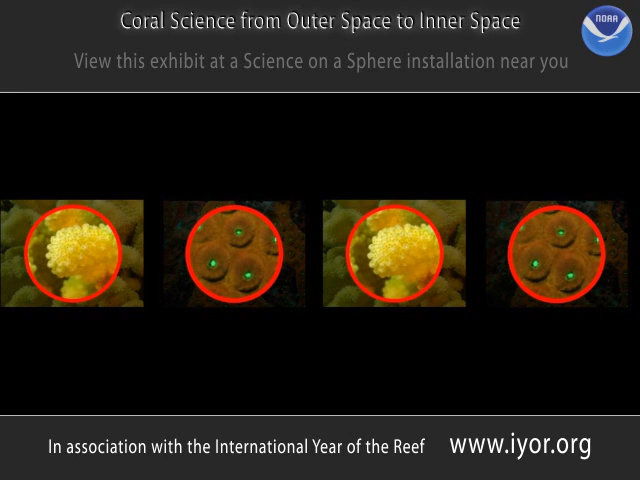 Coral Science from Outer Space to Inner Space
NOAA
View this exhibit at a Science on a Sphere installation near you
In association with the International Year of the Reef www.iyor.org